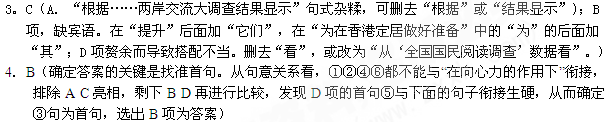 3。C（A．“根据……两岸交流大调查结果显示”句式杂糅，可删去“根据”或“结果显示”；B
项，缺宾语。在“提升”后面加“它们”，在“为在香港定居做好准备”中的“为”的后面加
“其”；D项赘余而导致搭配不当。删去“看”，或改为“从‘全国国民阅读调查’数据看”。）
4．B（确定答案的关键是找准首句。从句意关系看，①②④⑥都不能与“在向心力的作用下”衔接，
排除 A C亮相，剩下 B D 再进行比较，发现 D 项的首句⑤与下面的句子衔接生硬，从而确定
③句为首句，选出 B 项为答案）